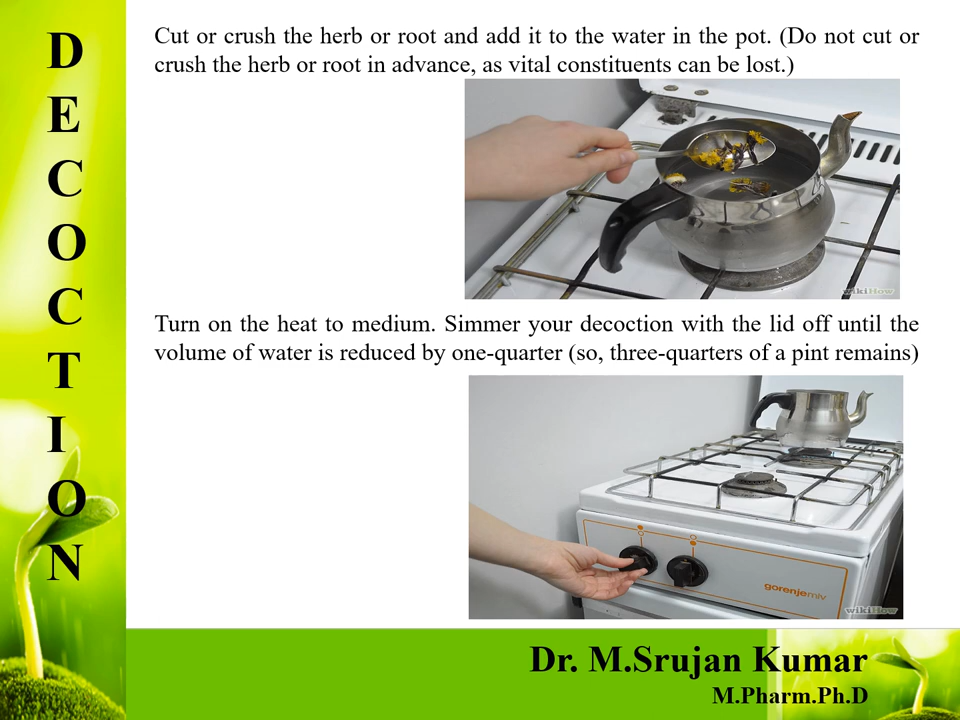 D
E
C
O
C
T
I
O
N
Cut or crush the herb or root and add it to the water in the pot. (Do not cut or
crush the herb or root in advance, as vital constituents can be lost.)
wikiHow
Turn on the heat to medium. Simmer your decoction with the lid off until the
volume of water is reduced by one-quarter (so, three-quarters of a pint remains)
gorenjemiv
wikiHow
Dr. M.Srujan Kumar
M.Pharm.Ph.D